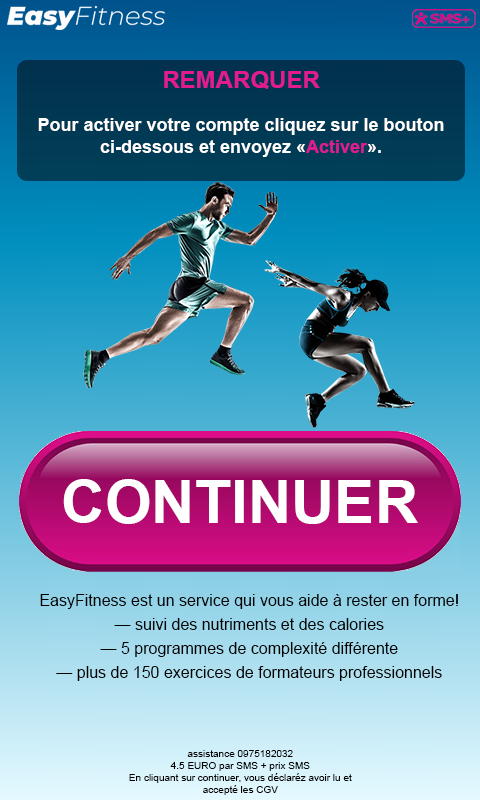 EasyFitness
SMS+
REMARQUER
Pour activer votre compte cliquez sur le bouton
ci-dessous et envoyez «Activer».
CONTINUER
EasyFitness est un service qui vous aide à rester en forme!
— suivi des nutriments et des calories
— 5 programmes de complexité différente
— plus de 150 exercices de formateurs professionnels
assistance 0975182032
4.5 EURO par SMS + prix SMS
En cliquant sur continuer, vous déclaréz avoir lu et
accepté les CGV